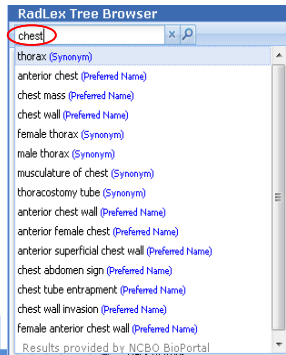 RadLex Tree Browser
chest
thorax (Synonym)
anterior chest (Preferred Name)
chest mass (Preferred Name)
chest wall (Preferred Name)
female thorax (Synonym)
male thorax (Synonym)
musculature of chest (Synonym)
thoracostomy tube (Synonym)
anterior chest wall (Preferred Name)
anterior female chest (Preferred Name)
anterior superficial chest wall (Preferred Name)
chest abdomen sign (Preferred Name)
chest tube entrapment (Preferred Name)
chest wall invasion (Preferred Name)
female anterior chest wall (Preferred Name)
Results provided by NCBO BioPortal